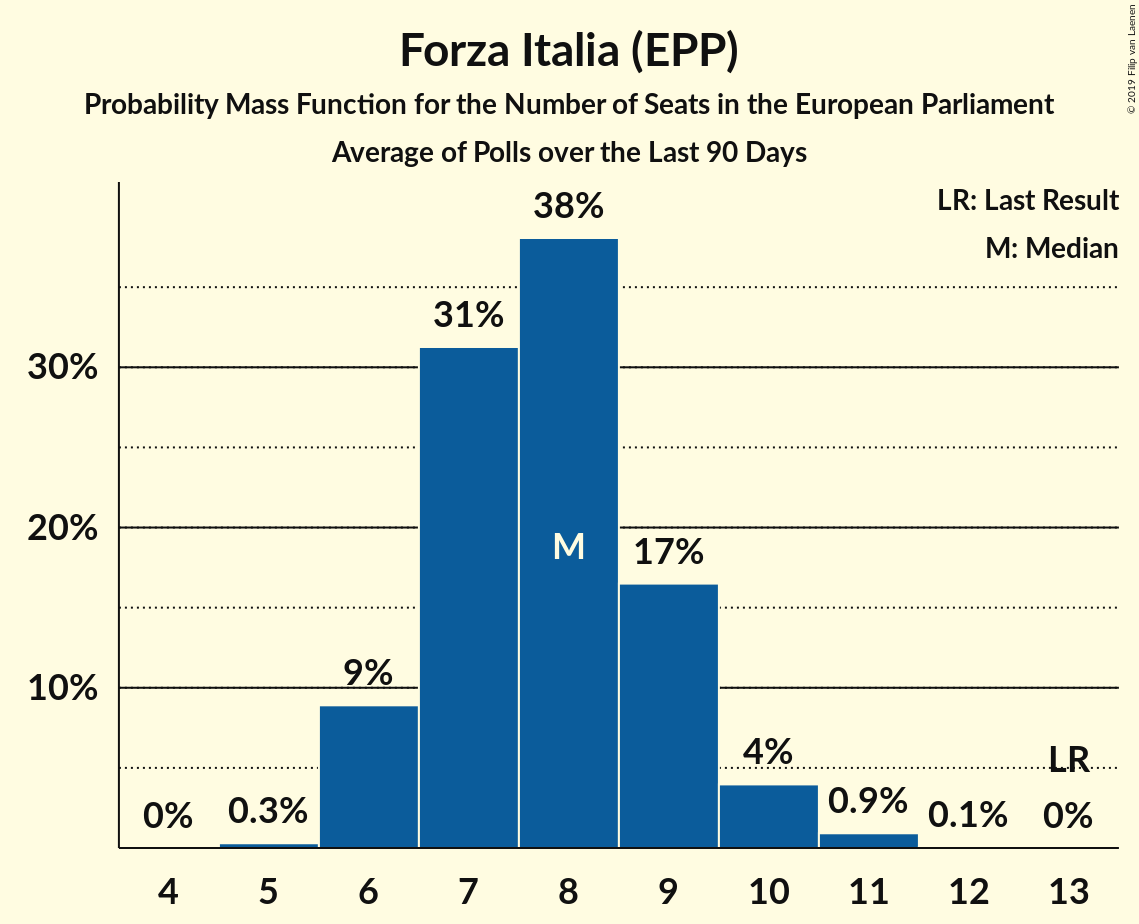 Forza Italia (EPP)
Probability Mass Function for the Number of Seats in the European Parliament
Average of Polls over the Last 90 Days
© 2019 Filip van Laenen
LR: Last Result
M: Median
38%
31%
30%
20%
M
17%
9%
10%
4%
LR
0%
0.3%
0.9%
0.1%
0%
4 5 6 7 8 9 10 11 12 13